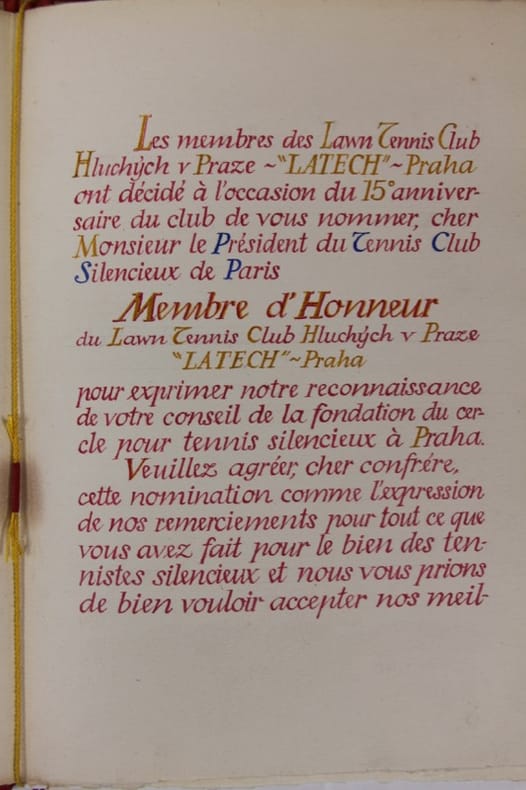 Les membres des Lawn Tennis Club
Hluchých v Praze ~"LATECH"~Praha
ont décidé à l'occasion du 15° anniver-
saire du club de vous nommer, cher
Monsieur le Président du Tennis Club
Silencieux de Paris
Membre d'Honneur
du Lawn Tennis Club Hluchých v Praze
"LATECH"~Praha
pour exprimer notre reconnaissance
de votre conseil de la fondation du cer-
cle pour tennis silencieux à Praha.
Veuillez agréer, cher confrére,
cette nomination comme l'expression
de nos remerciements pour tout ce que
vous avez fait pour le bien des ten-
nistes silencieux et nous vous prions
de bien vouloir accepter nos meil-